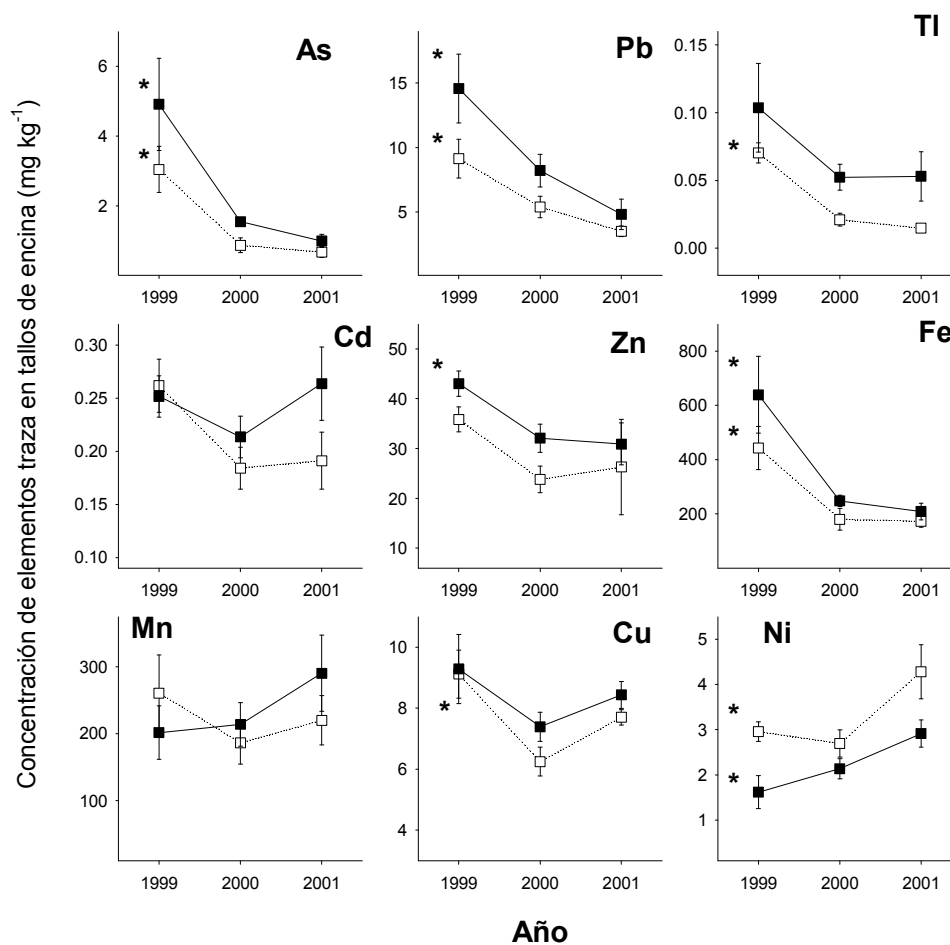 Concentración de elementos traza en tallos de encina (mg kg-1)
As
6
4
2
*
*
1999 2000 2001
Pb
15
10
5
*
*
1999 2000 2001
Tl
0.15
0.10
0.05
0.00
*
1999 2000 2001
Cd
0.30
0.25
0.20
0.15
0.10
1999 2000 2001
Zn
50
40
30
20
10
*
1999 2000 2001
Fe
800
600
400
200
*
*
1999 2000 2001
Mn
300
200
100
1999 2000 2001
Cu
10
8
6
4
*
1999 2000 2001
Ni
5
4
3
2
1
*
*
1999 2000 2001
Año